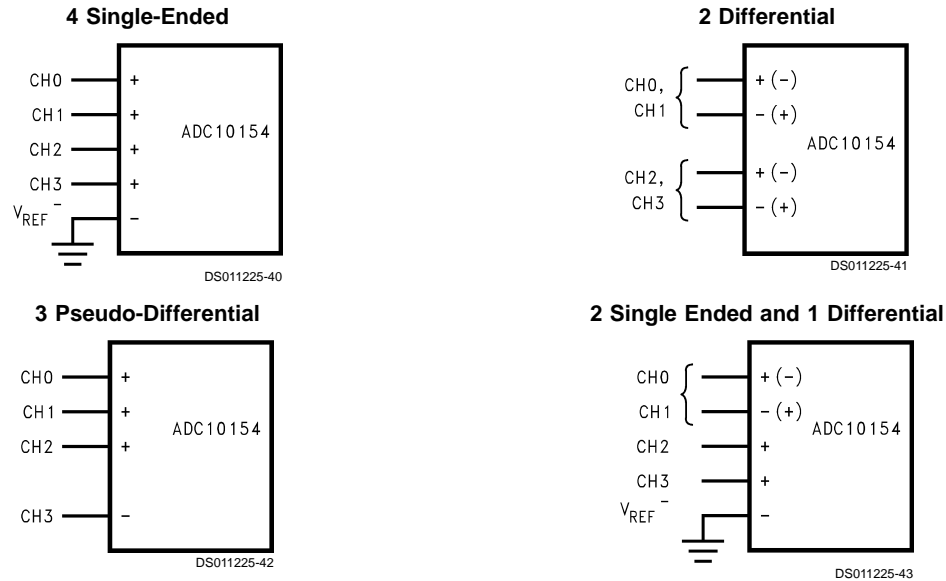 4 Single-Ended
CH0
+
CH1
+
CH2
+
CH3
+
VREF−
−
ADC10154
DS011225-40
2 Differential
CH0,
CH1
+ (−)
− (+)
CH2,
CH3
+ (−)
− (+)
ADC10154
DS011225-41
3 Pseudo-Differential
CH0
+
CH1
+
CH2
+
CH3
−
ADC10154
DS011225-42
2 Single Ended and 1 Differential
CH0
+ (−)
CH1
− (+)
CH2
+
CH3
+
VREF−
−
ADC10154
DS011225-43